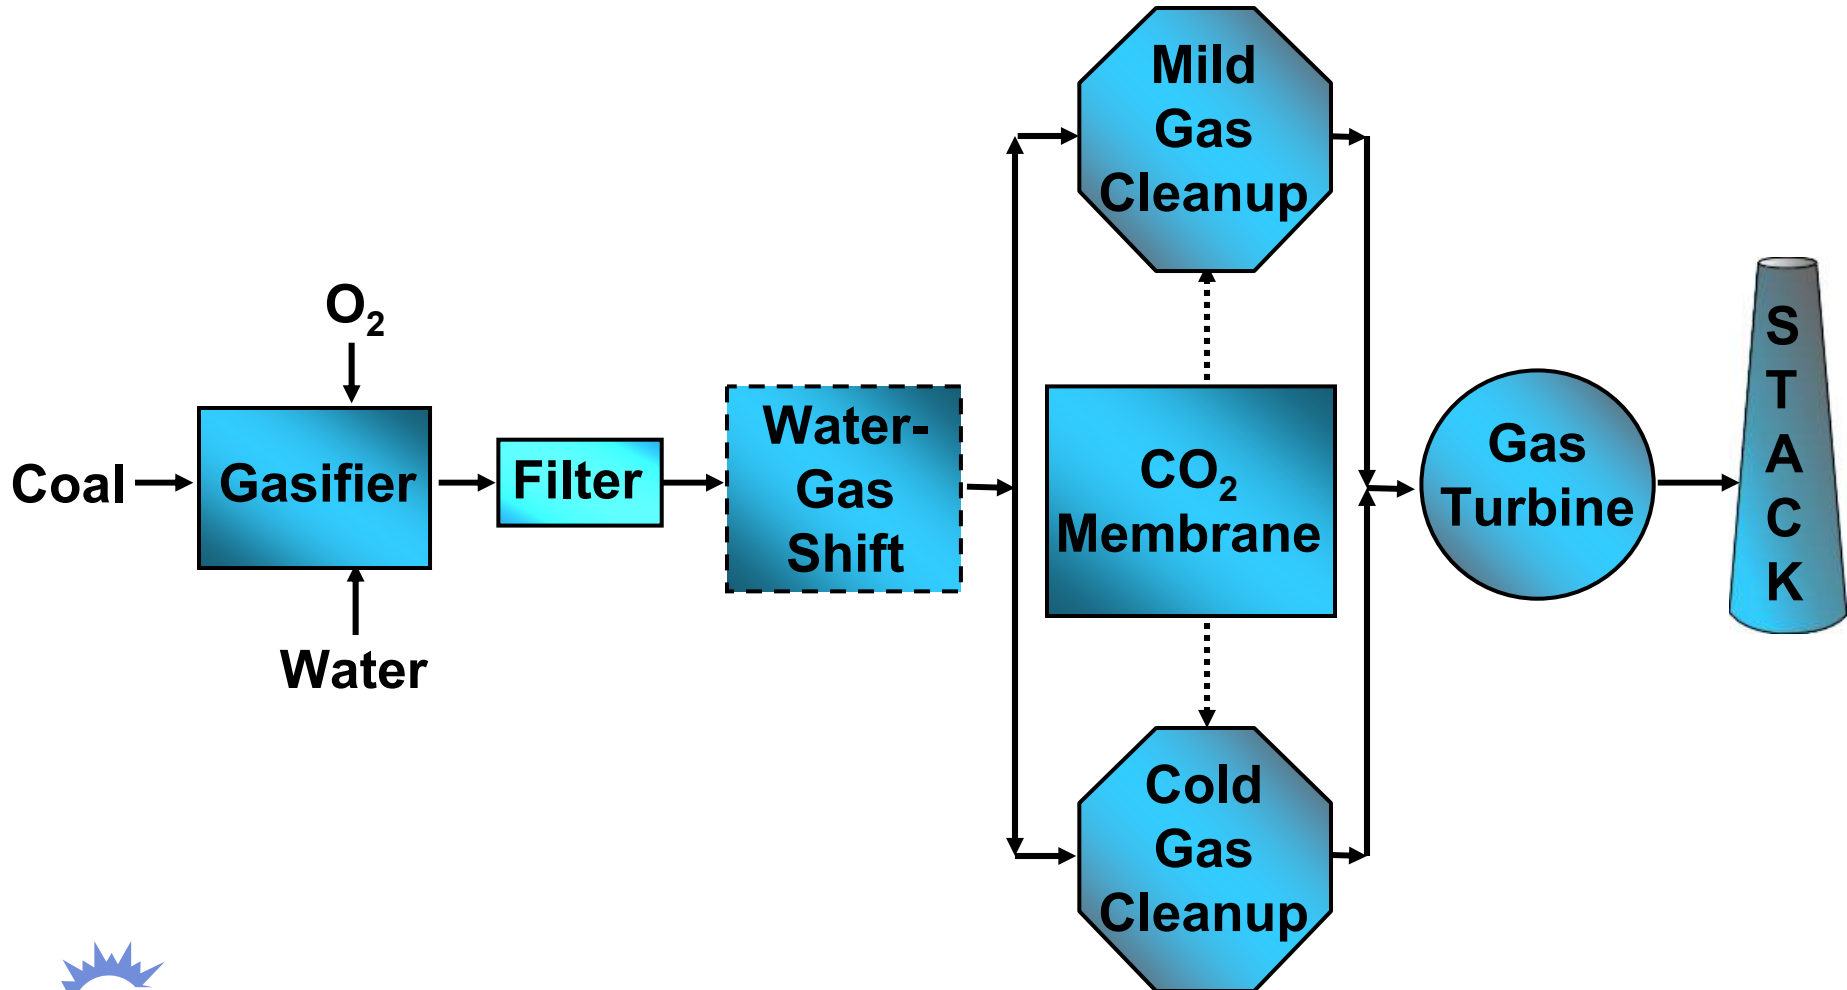 Mild
Gas
Cleanup
O₂
Coal
Gasifier
Filter
Water-
Gas
Shift
CO₂
Membrane
Gas
Turbine
S
T
A
C
K
Water
Cold
Gas
Cleanup